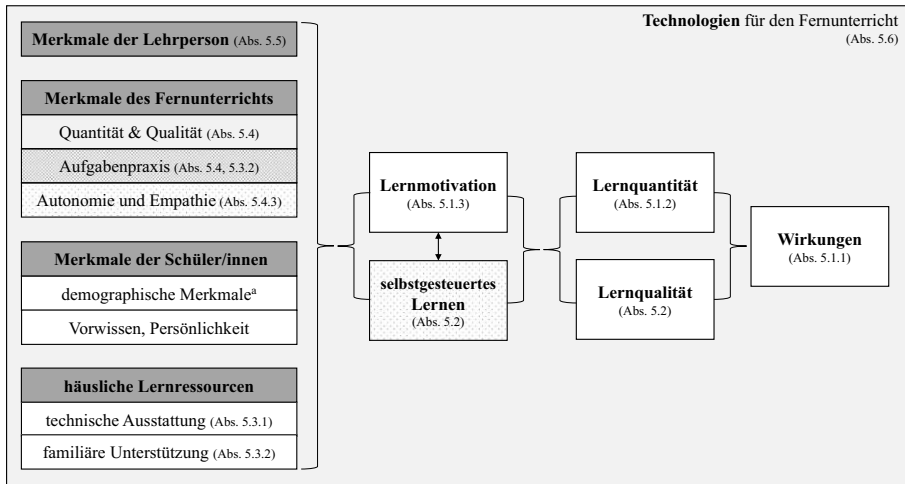 Technologien für den Fernunterricht
(Abs. 5.6)
Merkmale der Lehrperson (Abs. 5.5)
Merkmale des Fernunterrichts
Quantität & Qualität (Abs. 5.4)
Aufgabenpraxis (Abs. 5.4, 5.3.2)
Autonomie und Empathie (Abs. 5.4.3)
Merkmale der Schüler/innen
demographische Merkmaleᵃ
Vorwissen, Persönlichkeit
häusliche Lernressourcen
technische Ausstattung (Abs. 5.3.1)
familiäre Unterstützung (Abs. 5.3.2)
Lernmotivation
(Abs. 5.1.3)
selbstgesteuertes
Lernen
(Abs. 5.2)
Lernquantität
(Abs. 5.1.2)
Lernqualität
(Abs. 5.2)
Wirkungen
(Abs. 5.1.1)